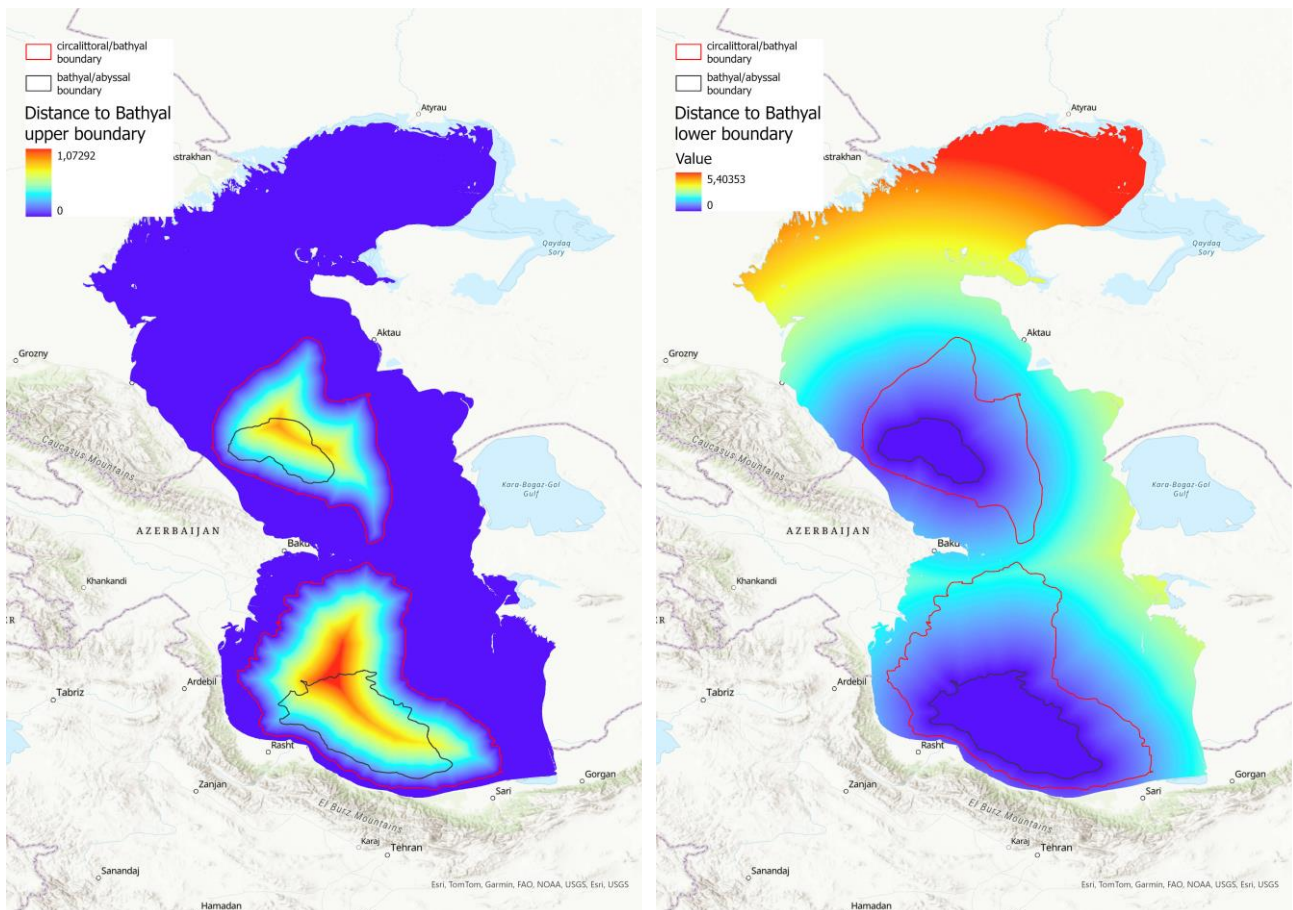 circalittoral/bathyal
boundary
bathyal/abyssal
boundary
Distance to Bathyal
upper boundary
1,07292
0
Atyrau
strakhan
Qaydaq
Sory
Aktau
Grozny
Caucasus Mountains
Kara-Bogaz-Gol
Gulf
AZERBAIJAN
Baku
Khankandi
ER
Ardebil
Tabriz
Rasht
Zanjan
Gorgan
Sari
El Burz Mountains
Karaj
Tehran
Sanandaj
Esri, TomTom, Garmin, FAO, NOAA, USGS, Esri, USGS
Hamadan
circalittoral/bathyal
boundary
bathyal/abyssal
boundary
Distance to Bathyal
lower boundary
Value
5,40353
0
Atyrau
strakhan
Qaydaq
Sory
Aktau
Grozny
Caucasus Mountains
Kara-Bogaz-Gol
Gulf
AZERBAIJAN
Baku
Khankandi
ER
Ardebil
Tabriz
Rasht
Zanjan
Gorgan
Sari
El Burz Mountains
Karaj
Tehran
Sanandaj
Esri, TomTom, Garmin, FAO, NOAA, USGS, Esri, USGS
Hamadan